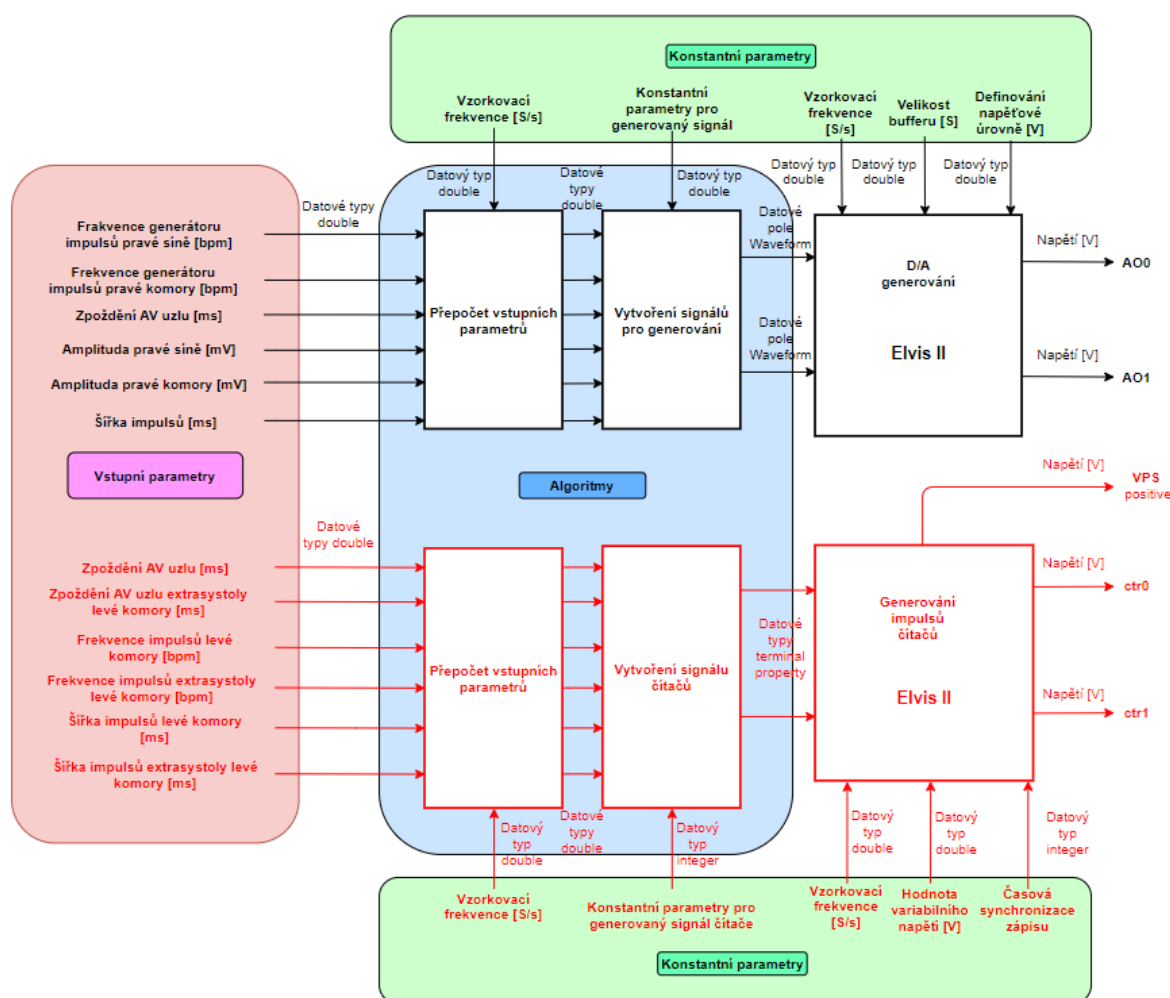 Konstantní parametry
Vzorkovací
frekvence [S/s]
Konstantní
parametry pro
generovaný signál
Vzorkovací
frekvence
[S/s]
Velikost
bufferu [S]
Definování
napěťové
úrovně [V]
Datové typy
double
Datový typ
double
Datové
typy
double
Datový typ
double
Datový typ
double
Datový typ
double
Datový typ
double
Frakvence generátoru
impulsů pravé síně [bpm]
Frekvence generátoru
impulsů pravé komory [bpm]
Zpoždění AV uzlu [ms]
Amplituda pravé síně [mV]
Amplituda pravé komory [mV]
Šířka impulsů [ms]
Přepočet vstupních
parametrů
Vytvoření signálů
pro generování
Datové
pole
Waveform
Datové
pole
Waveform
D/A
generování
Elvis II
Napětí [V]
AO0
Napětí [V]
AO1
Vstupní parametry
Algoritmy
Napětí [V]
VPS
positive
Datové
typy double
Zpoždění AV uzlu [ms]
Zpoždění AV uzlu extrasystoly
levé komory [ms]
Frekvence impulsů levé
komory [bpm]
Frekvence impulsů extrasystoly
levé komory [bpm]
Šířka impulsů levé komory
[ms]
Šířka impulsů extrasystoly levé
komory [ms]
Přepočet vstupních
parametrů
Vytvoření signálu
čítačů
Datové
typy
terminal
property
Generování
impulsů
čítačů
Elvis II
Napětí [V]
ctr0
Napětí [V]
ctr1
Datový
typ
double
Datové
typy
double
Datový
typ
integer
Datový
typ
double
Datový
typ
double
Datový
typ
integer
Vzorkovací
frekvence [S/s]
Konstantní parametry pro
generovaný signál čítače
Vzorkovací
frekvence
[S/s]
Hodnota
variabilního
napětí [V]
Časová
synchronizace
zápisu
Konstantní parametry